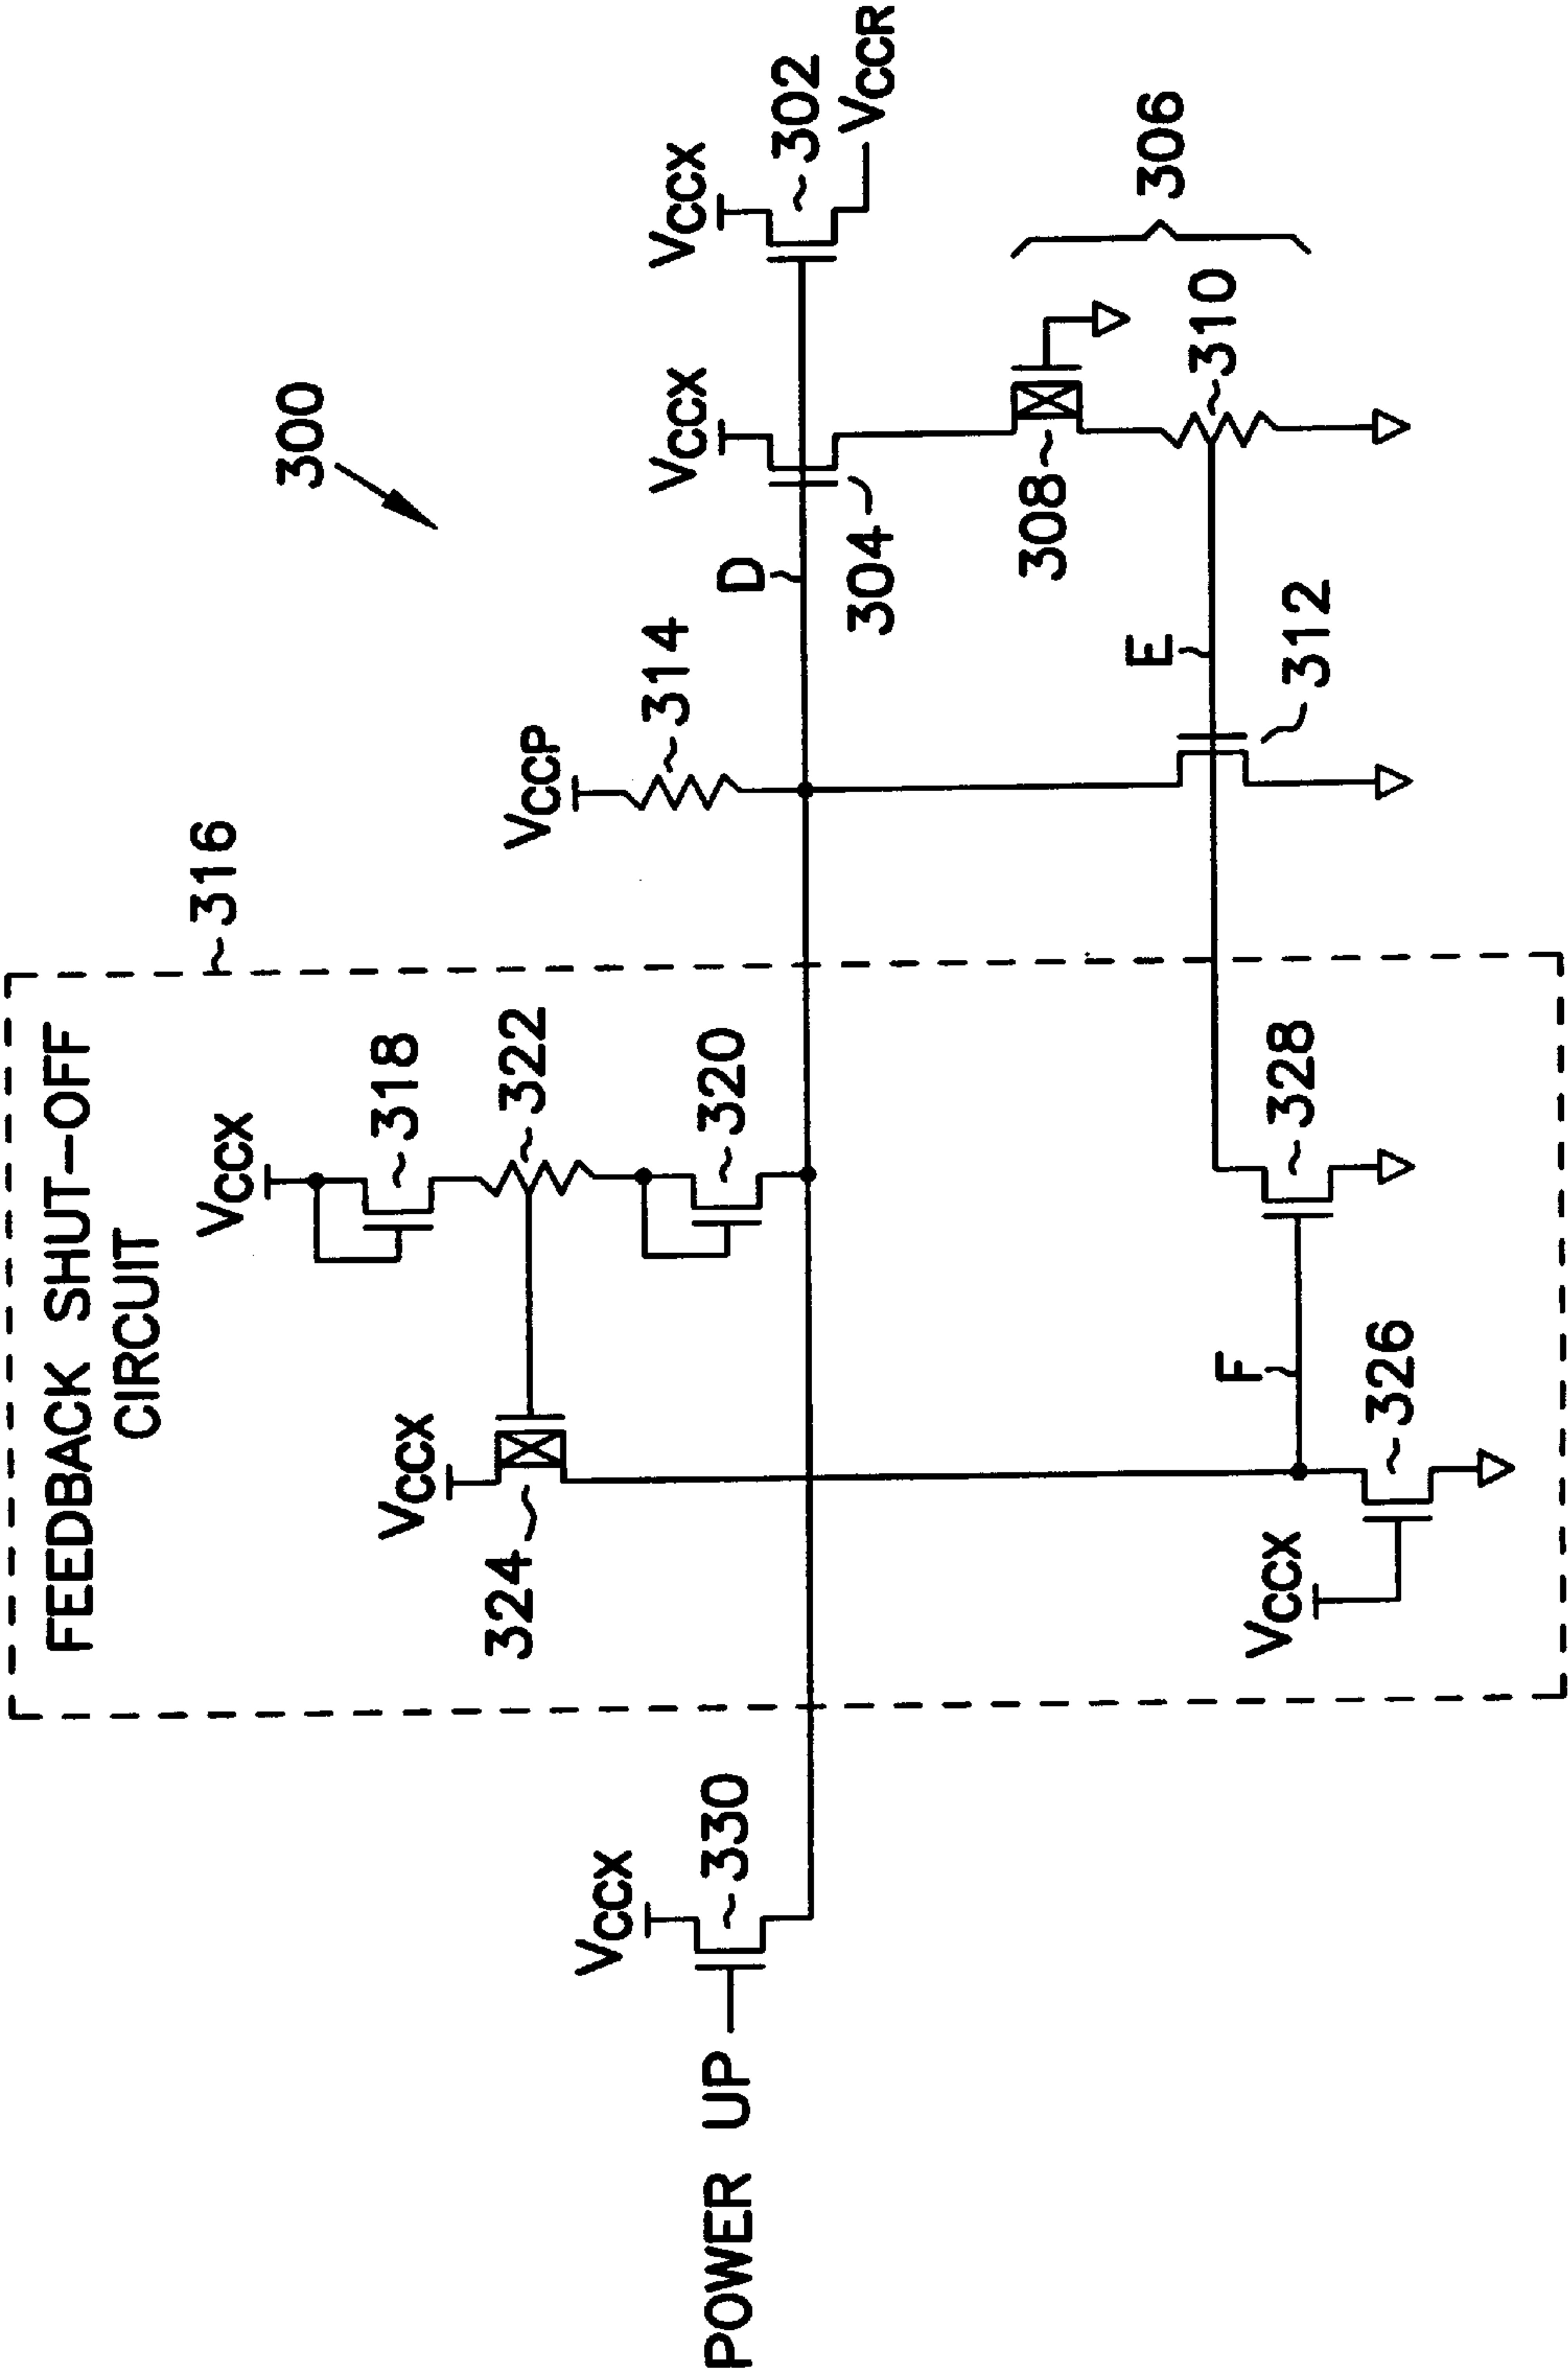 300
316
FEEDBACK SHUT-OFF
CIRCUIT
VCCX
318
322
320
VCCX
324
VCCP
314
D
VCCX
304
VCCX
302
VCCR
306
308
310
E
312
328
F
326
VCCX
VCCX
330
POWER UP